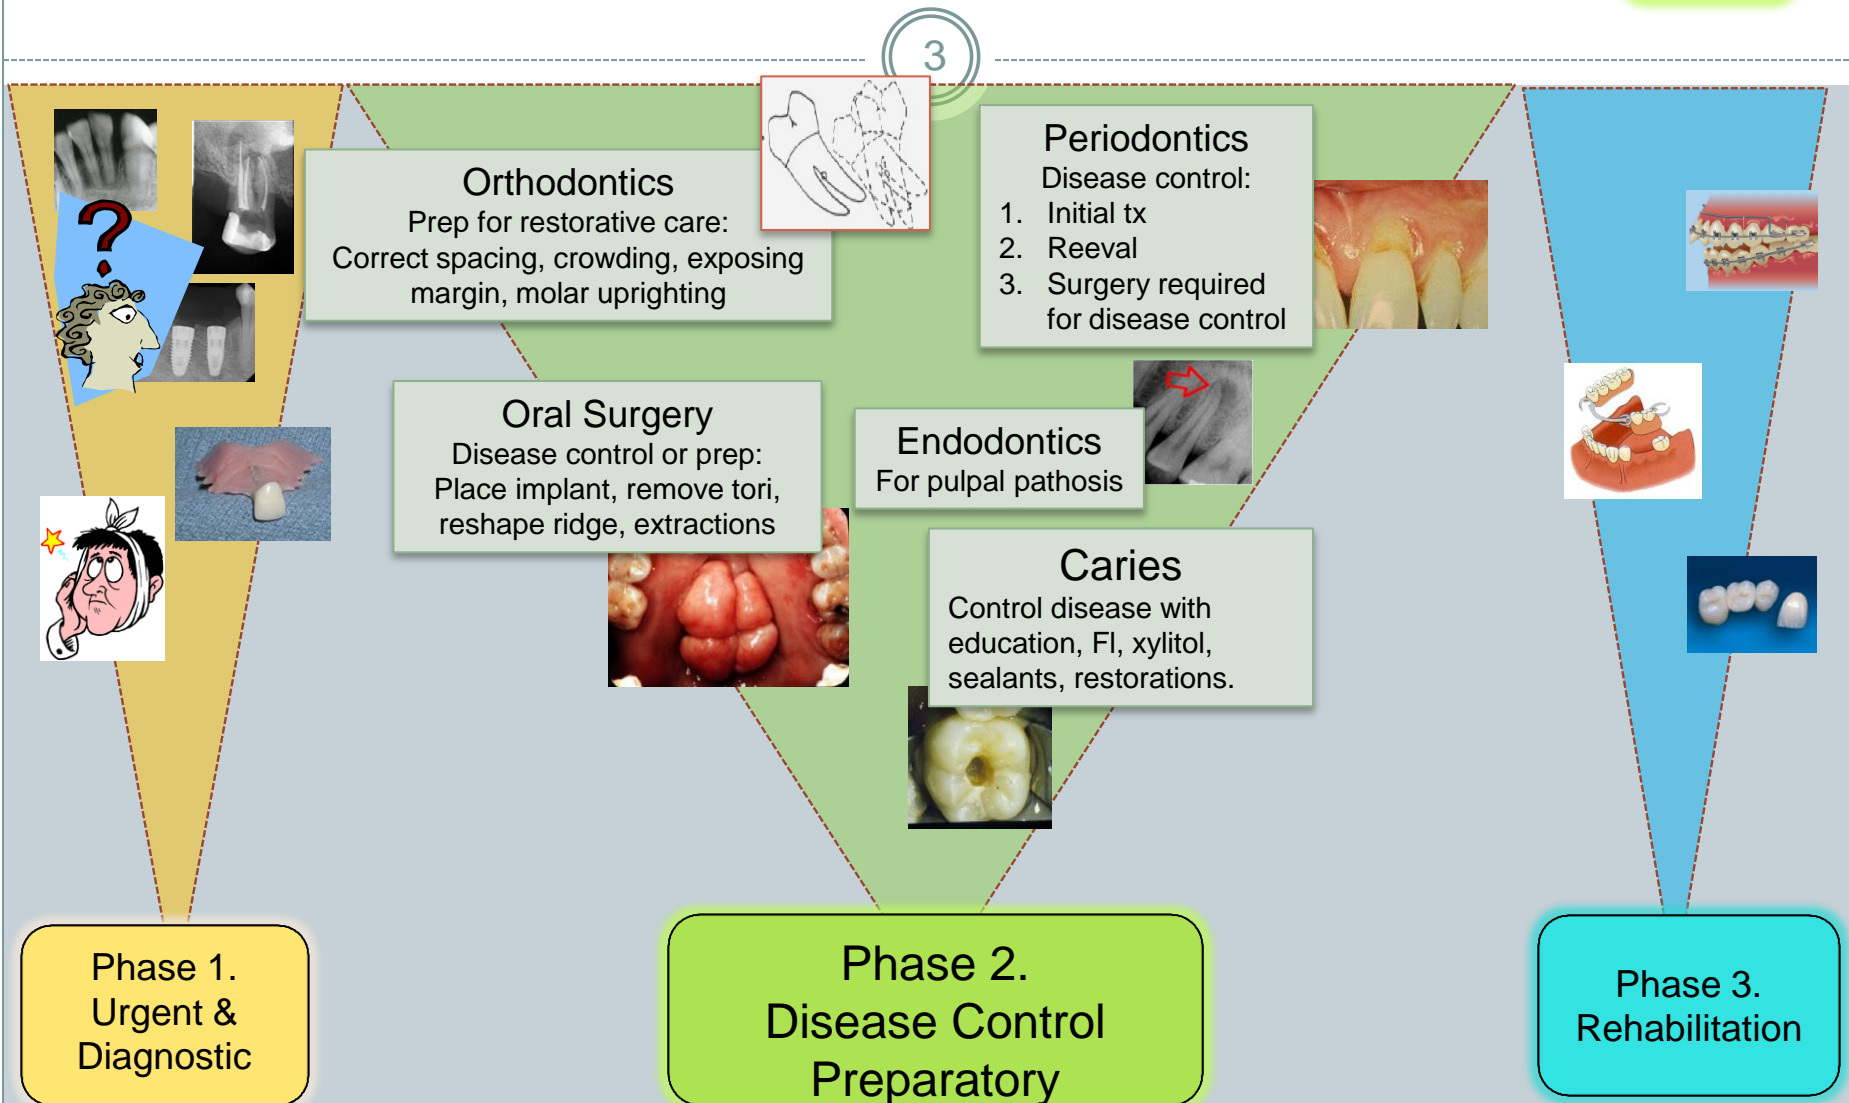 3
Orthodontics
Prep for restorative care:
Correct spacing, crowding, exposing
margin, molar uprighting
Periodontics
Disease control:
1. Initial tx
2. Reeval
3. Surgery required
for disease control
Oral Surgery
Disease control or prep:
Place implant, remove tori,
reshape ridge, extractions
Endodontics
For pulpal pathosis
Caries
Control disease with
education, Fl, xylitol,
sealants, restorations.
Phase 1.
Urgent &
Diagnostic
Phase 2.
Disease Control
Preparatory
Phase 3.
Rehabilitation
?